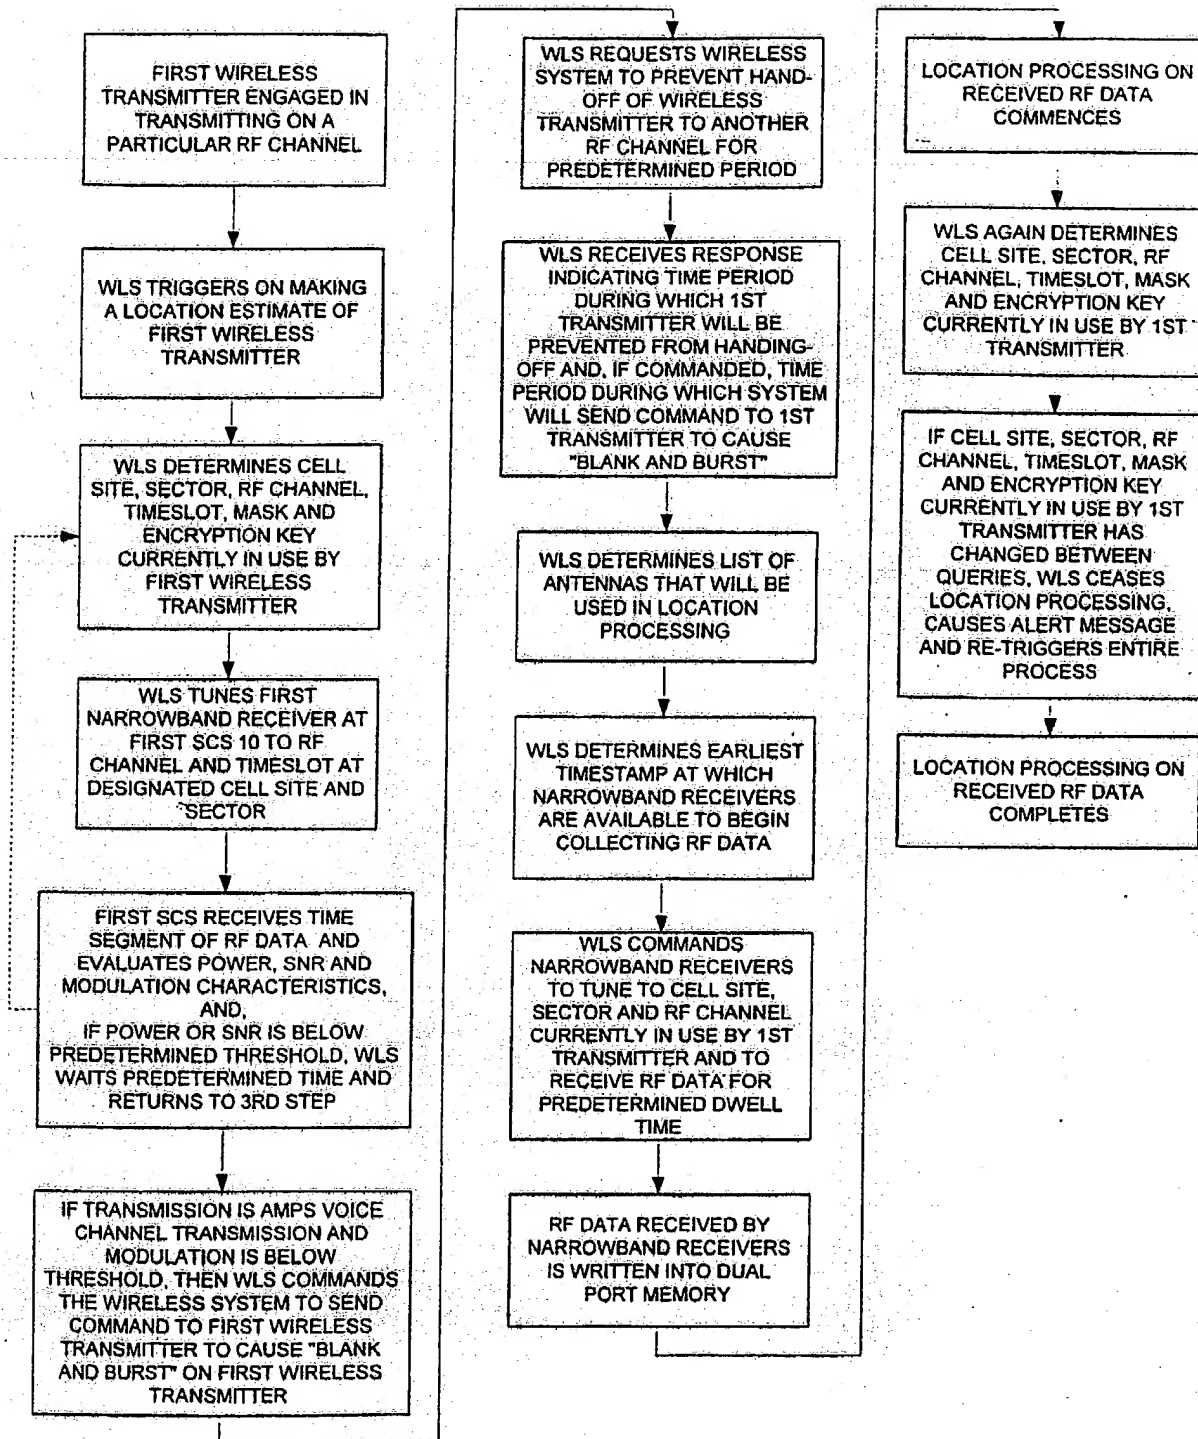 FIRST WIRELESS
TRANSMITTER ENGAGED IN
TRANSMITTING ON A
PARTICULAR RF CHANNEL
WLS TRIGGERS ON MAKING
A LOCATION ESTIMATE OF
FIRST WIRELESS
TRANSMITTER
WLS DETERMINES CELL
SITE, SECTOR, RF CHANNEL,
TIMESLOT, MASK AND
ENCRYPTION KEY
CURRENTLY IN USE BY
FIRST WIRELESS
TRANSMITTER
WLS TUNES FIRST
NARROWBAND RECEIVER AT
FIRST SCS 10 TO RF
CHANNEL AND TIMESLOT AT
DESIGNATED CELL SITE AND
SECTOR
FIRST SCS RECEIVES TIME
SEGMENT OF RF DATA AND
EVALUATES POWER, SNR AND
MODULATION CHARACTERISTICS,
AND,
IF POWER OR SNR IS BELOW
PREDETERMINED THRESHOLD, WLS
WAITS PREDETERMINED TIME AND
RETURNS TO 3RD STEP
IF TRANSMISSION IS AMPS VOICE
CHANNEL TRANSMISSION AND
MODULATION IS BELOW
THRESHOLD, THEN WLS COMMANDS
THE WIRELESS SYSTEM TO SEND
COMMAND TO FIRST WIRELESS
TRANSMITTER TO CAUSE "BLANK
AND BURST" ON FIRST WIRELESS
TRANSMITTER
WLS REQUESTS WIRELESS
SYSTEM TO PREVENT HAND-
OFF OF WIRELESS
TRANSMITTER TO ANOTHER
RF CHANNEL FOR
PREDETERMINED PERIOD
WLS RECEIVES RESPONSE
INDICATING TIME PERIOD
DURING WHICH 1ST
TRANSMITTER WILL BE
PREVENTED FROM HANDING-
OFF AND, IF COMMANDED, TIME
PERIOD DURING WHICH SYSTEM
WILL SEND COMMAND TO 1ST
TRANSMITTER TO CAUSE
"BLANK AND BURST"
WLS DETERMINES LIST OF
ANTENNAS THAT WILL BE
USED IN LOCATION
PROCESSING
WLS DETERMINES EARLIEST
TIMESTAMP AT WHICH
NARROWBAND RECEIVERS
ARE AVAILABLE TO BEGIN
COLLECTING RF DATA
WLS COMMANDS
NARROWBAND RECEIVERS
TO TUNE TO CELL SITE,
SECTOR AND RF CHANNEL
CURRENTLY IN USE BY 1ST
TRANSMITTER AND TO
RECEIVE RF DATA FOR
PREDETERMINED DWELL
TIME
RF DATA RECEIVED BY
NARROWBAND RECEIVERS
IS WRITTEN INTO DUAL
PORT MEMORY
LOCATION PROCESSING ON
RECEIVED RF DATA
COMMENCES
WLS AGAIN DETERMINES
CELL SITE, SECTOR, RF
CHANNEL, TIMESLOT, MASK
AND ENCRYPTION KEY
CURRENTLY IN USE BY 1ST
TRANSMITTER
IF CELL SITE, SECTOR, RF
CHANNEL, TIMESLOT, MASK
AND ENCRYPTION KEY
CURRENTLY IN USE BY 1ST
TRANSMITTER HAS
CHANGED BETWEEN
QUERIES, WLS CEASES
LOCATION PROCESSING,
CAUSES ALERT MESSAGE
AND RE-TRIGGERS ENTIRE
PROCESS
LOCATION PROCESSING ON
RECEIVED RF DATA
COMPLETES